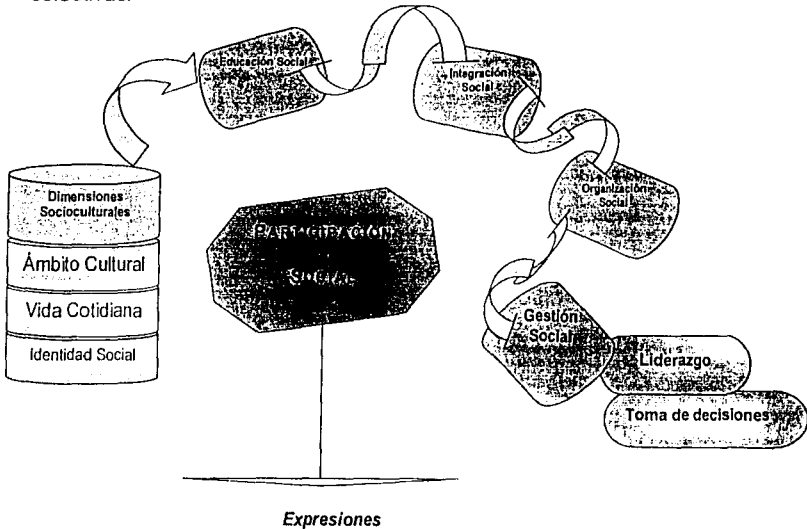 Educación Social
Integración
Social
Organización
Social
Dimensiones
Socioculturales
Ámbito Cultural
Vida Cotidiana
Identidad Social
PARTICIPACIÓN
SOCIAL
Gestión
Social
Liderazgo
Toma de decisiones
Expresiones